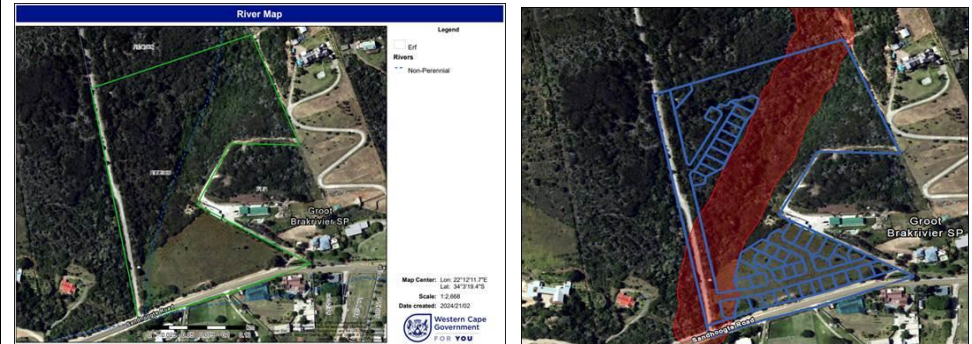 River Map
Legend
Erf
Rivers
Non-Perennial
Groot
Brakrivier SP
Map Center: Lon: 22°12'11.7"E
Lat: 34°3'19.4"S
Scale: 1:2,668
Date created: 2024/21/02
Western Cape
Government
FOR YOU
Sandhoogte Road
Groot
Brakrivier SP
Sandhoogte Road